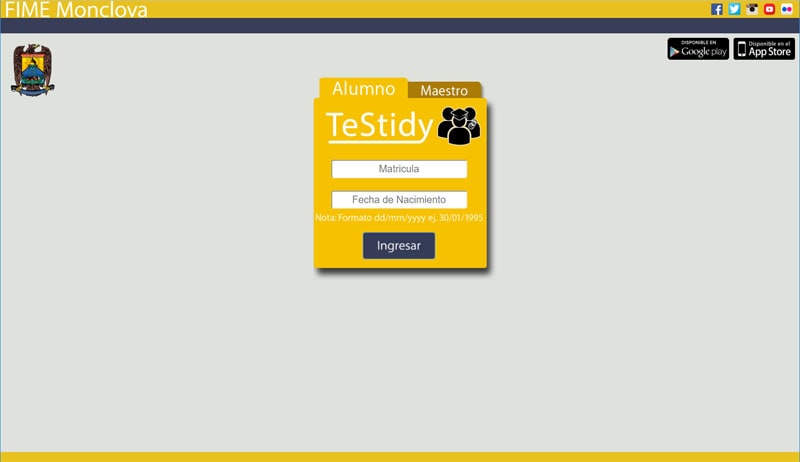 FIME Monclova
DISPONIBLE EN
Google play
Disponible en el
App Store
Alumno
Maestro
TeStidy
Matricula
Fecha de Nacimiento
Nota: Formato dd/mm/yyyy ej. 30/01/1995
Ingresar